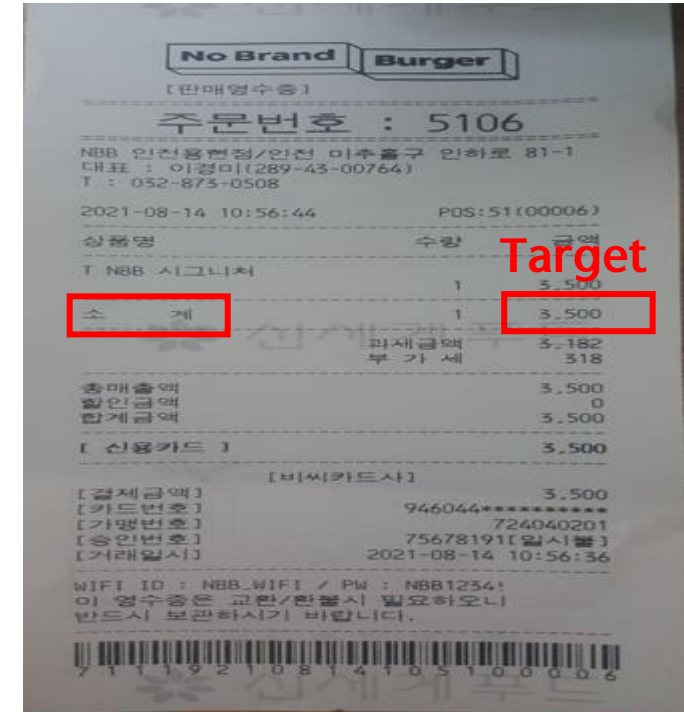 No Brand Burger
[판매영수증]
주문번호 : 5106
NBB 인천용현점/인천 미추홀구 인하로 81-1
대표 : 이경미(289-43-00764)
T : 032-873-0508
2021-08-14 10:56:44 POS:51(00006)
상품명 수량 금액
Target
T NBB 시그니처
1 3,500
소 계 1 3,500
과세금액 3,182
부 가 세 318
총매출액 3,500
할인금액 0
합계금액 3,500
[ 신용카드 ] 3,500
[비씨카드사]
[결제금액] 3,500
[카드번호] 946044**********
[가맹번호] 724040201
[승인번호] 75678191[일시불]
[거래일시] 2021-08-14 10:56:36
WIFI ID : NBB_WIFI / PW : NBB1234!
이 영수증은 교환/환불시 필요하오니
반드시 보관하시기 바랍니다.
7111921081410510006
신세계푸드